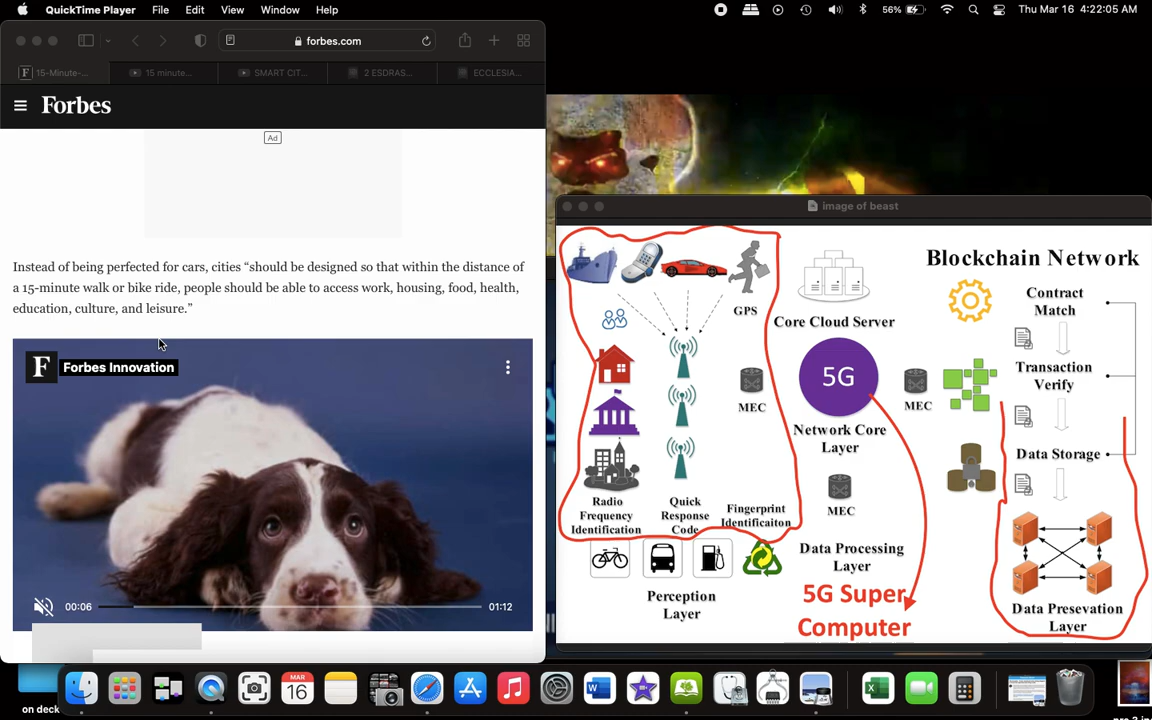 QuickTime Player File Edit View Window Help 56% Thu Mar 16 4:22:05 AM
forbes.com
F 15-Minute-... 15 minute... SMART CIT... 2 ESDRAS... ECCLESIA...
Forbes
Ad
Instead of being perfected for cars, cities “should be designed so that within the distance of
a 15-minute walk or bike ride, people should be able to access work, housing, food, health,
education, culture, and leisure.”
F Forbes Innovation
00:06 01:12
image of beast
GPS
Radio
Frequency
Identification
Quick
Response
Code
Fingerprint
Identificaiton
MEC
Perception
Layer
Core Cloud Server
5G
Network Core
Layer
MEC
MEC
Data Processing
Layer
5G Super
Computer
Blockchain Network
Contract
Match
Transaction
Verify
Data Storage
Data Presevation
Layer
MAR
16
W
X
on deck